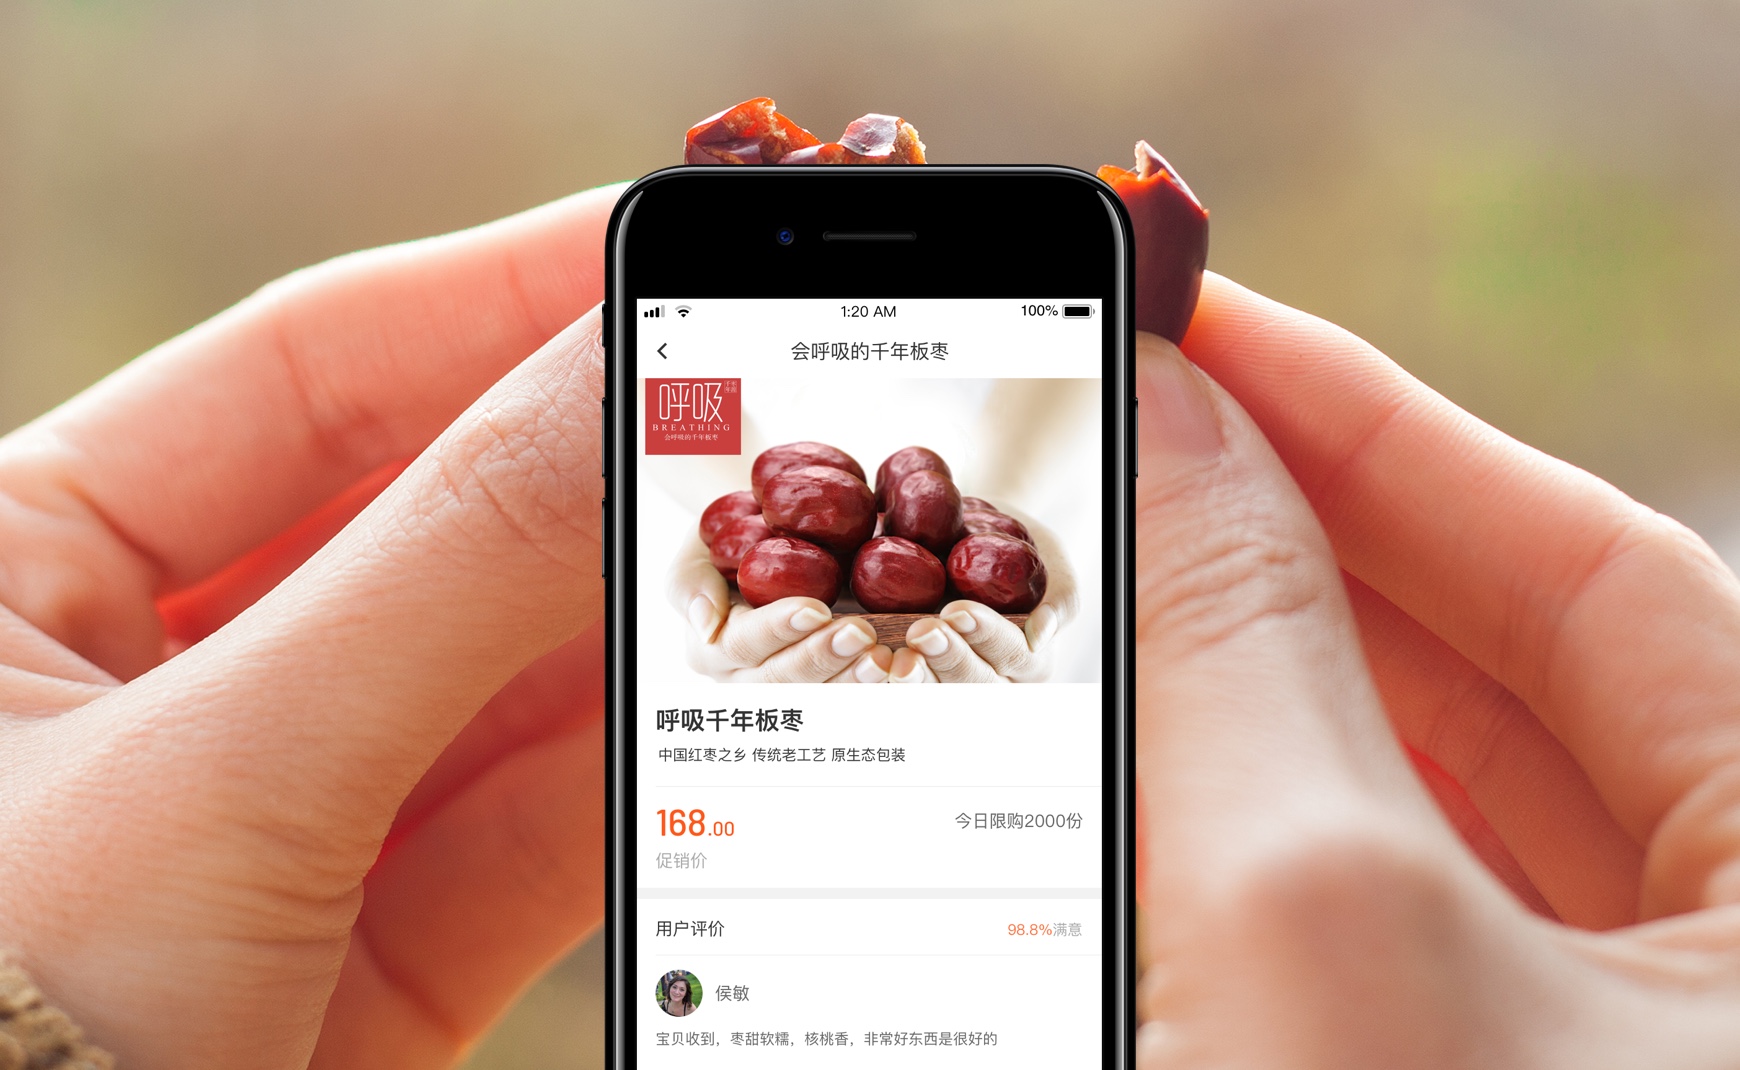 1:20 AM
100%
会呼吸的千年板枣
呼吸
BREATHING
会呼吸的千年板枣
呼吸千年板枣
中国红枣之乡 传统老工艺 原生态包装
168.00
今日限购2000份
促销价
用户评价
98.8%满意
侯敏
宝贝收到，枣甜软糯，核桃香，非常好东西是很好的